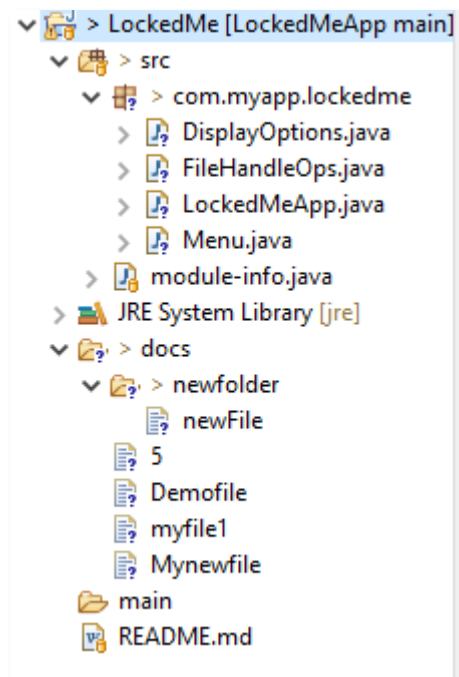 > LockedMe [LockedMeApp main]
> src
> com.myapp.lockedme
DisplayOptions.java
FileHandleOps.java
LockedMeApp.java
Menu.java
module-info.java
JRE System Library [jre]
> docs
> newfolder
newFile
5
Demofile
myfile1
Mynewfile
main
README.md